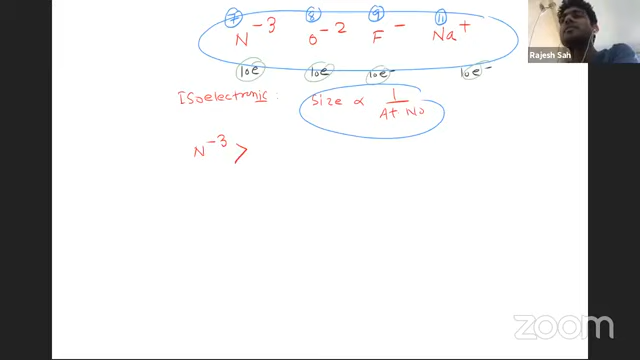 7 8 9 11
N⁻³ O⁻² F⁻ Na⁺
10e 10e 10e⁻ 10e⁻
Isoelectronic : Size ∝ 1/At. No
N⁻³ >
Rajesh Sah
zoom